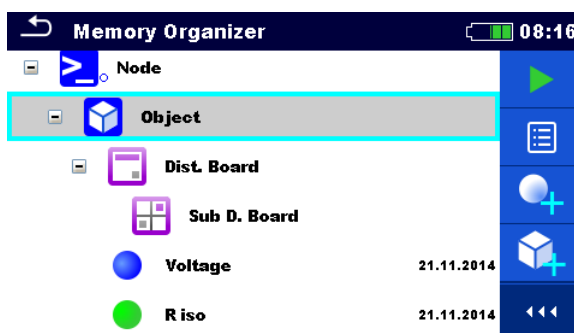 Memory Organizer 08:16
Node
Object
Dist. Board
Sub D. Board
Voltage 21.11.2014
R iso 21.11.2014